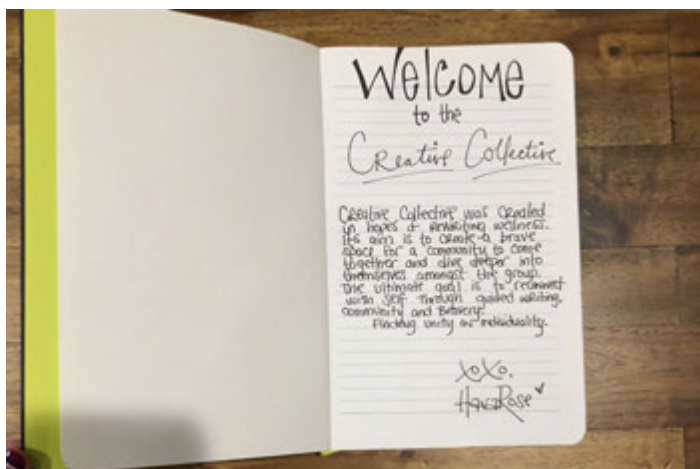 WELCOME
to the
CReative Collective
CReative Collective was CReated
in hopes of rewriting wellness.
Its aim is to create a brave
space for a community to come
together and dive deeper into
themselves amongst the group.
The ultimate goal is to reconnect
with self through guided writing,
community and
Finding unity in individuality.
XoXo,
HavaRose